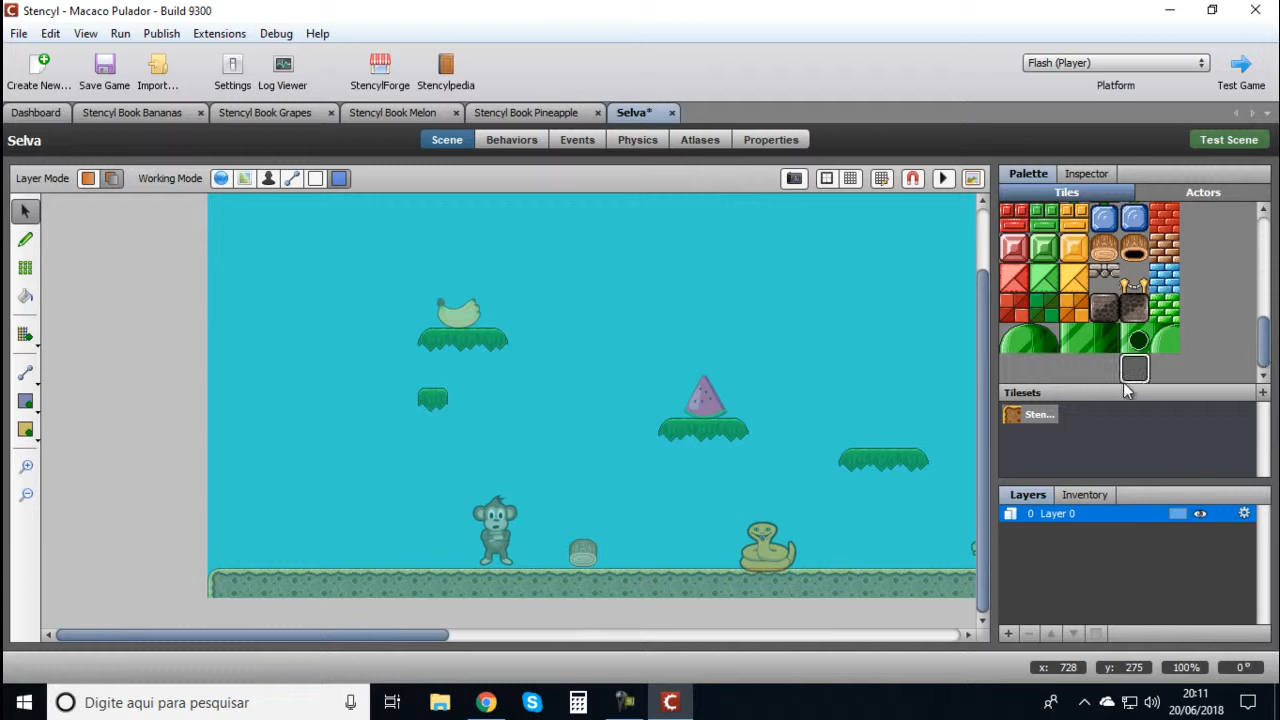 Stencyl - Macaco Pulador - Build 9300
File Edit View Run Publish Extensions Debug Help
Create New... Save Game Import... Settings Log Viewer StencylForge Stencylpedia Flash (Player) Platform Test Game
Dashboard Stencyl Book Bananas Stencyl Book Grapes Stencyl Book Melon Stencyl Book Pineapple Selva*
Selva Scene Behaviors Events Physics Atlases Properties Test Scene
Layer Mode Working Mode Palette Inspector
Tiles Actors
Tilesets
Sten...
Layers Inventory
0 Layer 0
x: 728 y: 275 100% 0°
Digite aqui para pesquisar
20:11
20/06/2018